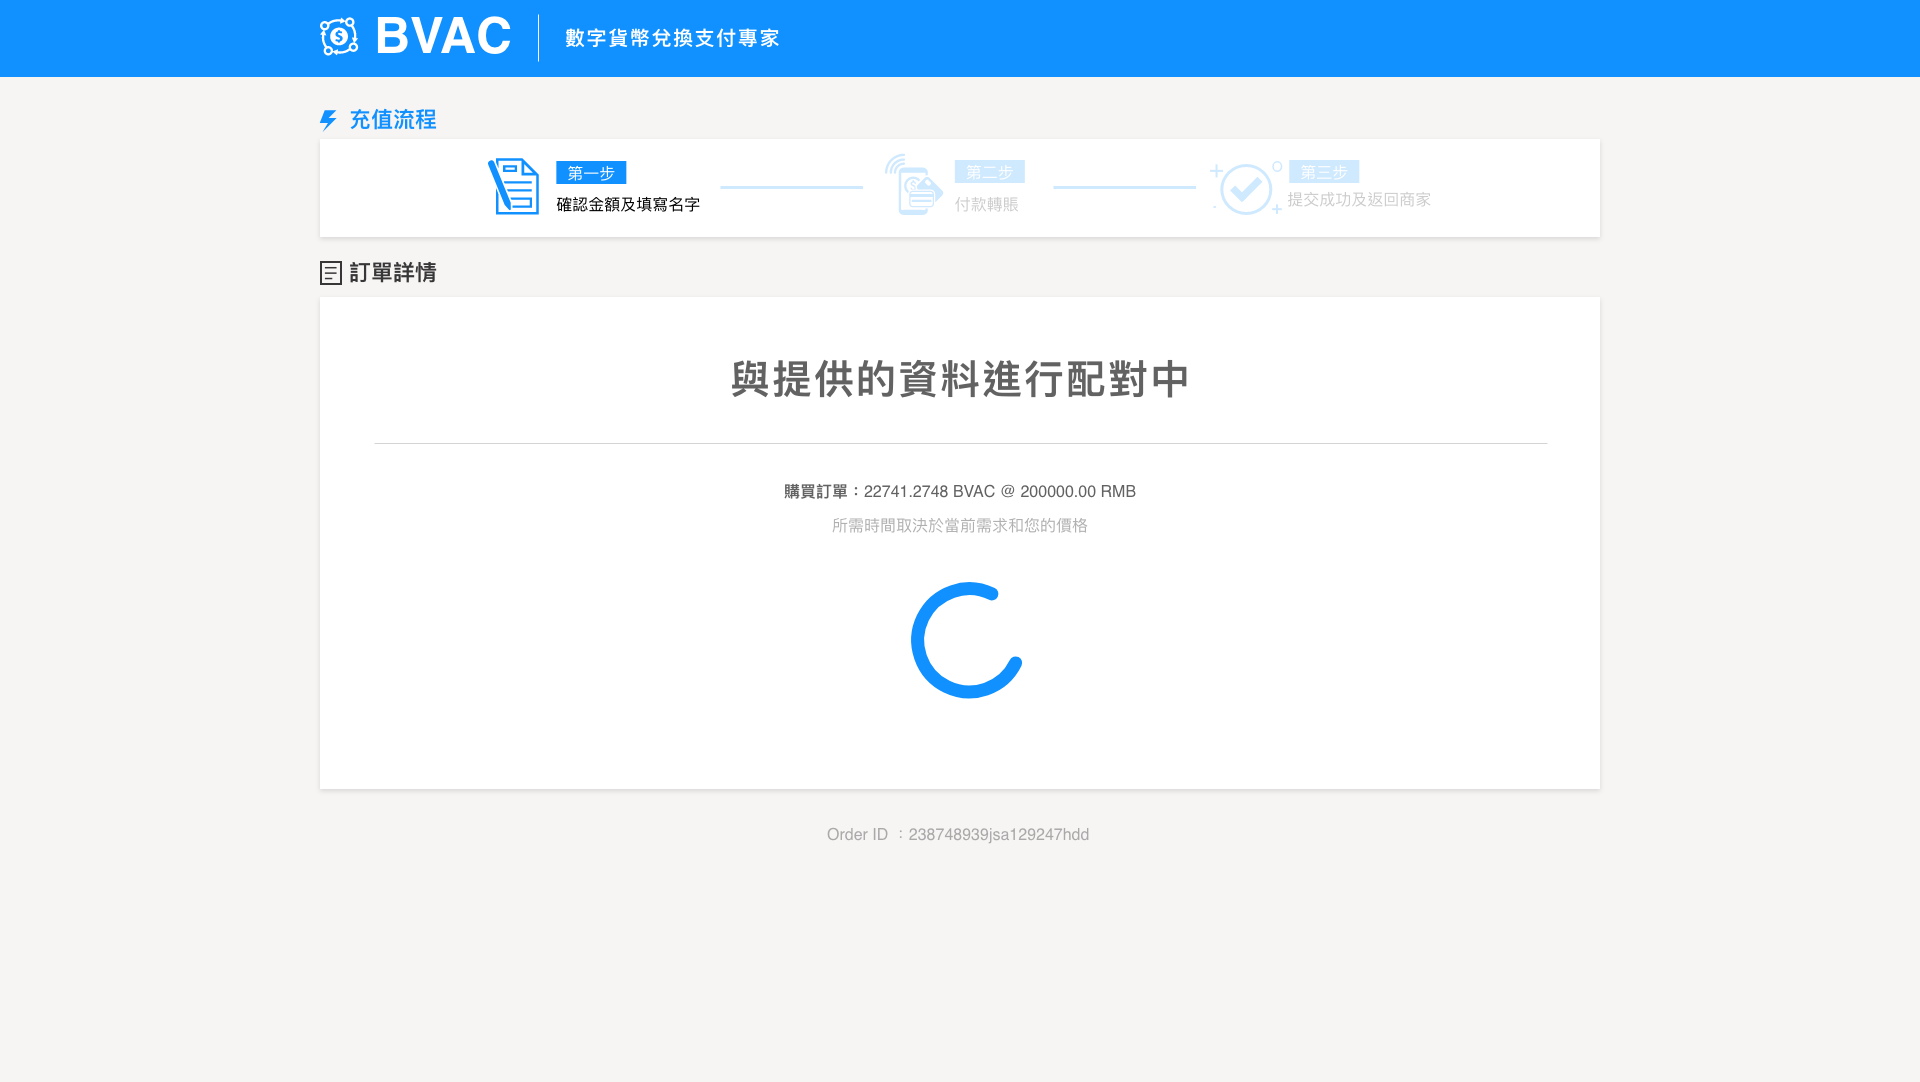 BVAC
數字貨幣兌換支付專家
充值流程
第一步
確認金額及填寫名字
第二步
付款轉賬
第三步
提交成功及返回商家
訂單詳情
與提供的資料進行配對中
購買訂單：22741.2748 BVAC @ 200000.00 RMB
所需時間取決於當前需求和您的價格
Order ID ：238748939jsa129247hdd